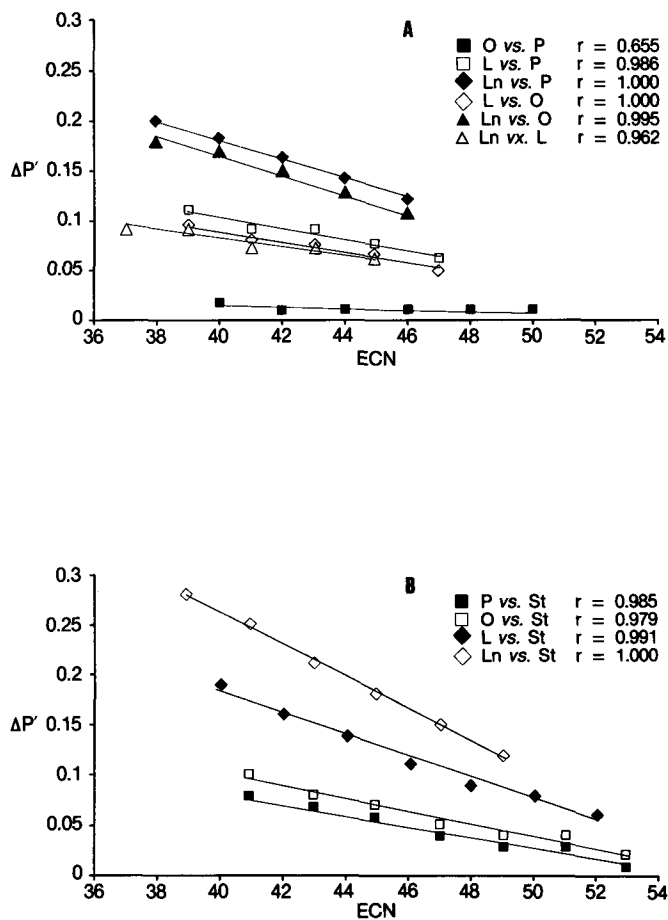 A
0.3
0.25
0.2
0.15
0.1
0.05
0
ΔP'
O vs. P r = 0.655
L vs. P r = 0.986
Ln vs. P r = 1.000
L vs. O r = 1.000
Ln vs. O r = 0.995
Ln vx. L r = 0.962
36 38 40 42 44 46 48 50 52 54
ECN
B
0.3
0.25
0.2
0.15
0.1
0.05
0
ΔP'
P vs. St r = 0.985
O vs. St r = 0.979
L vs. St r = 0.991
Ln vs. St r = 1.000
36 38 40 42 44 46 48 50 52 54
ECN